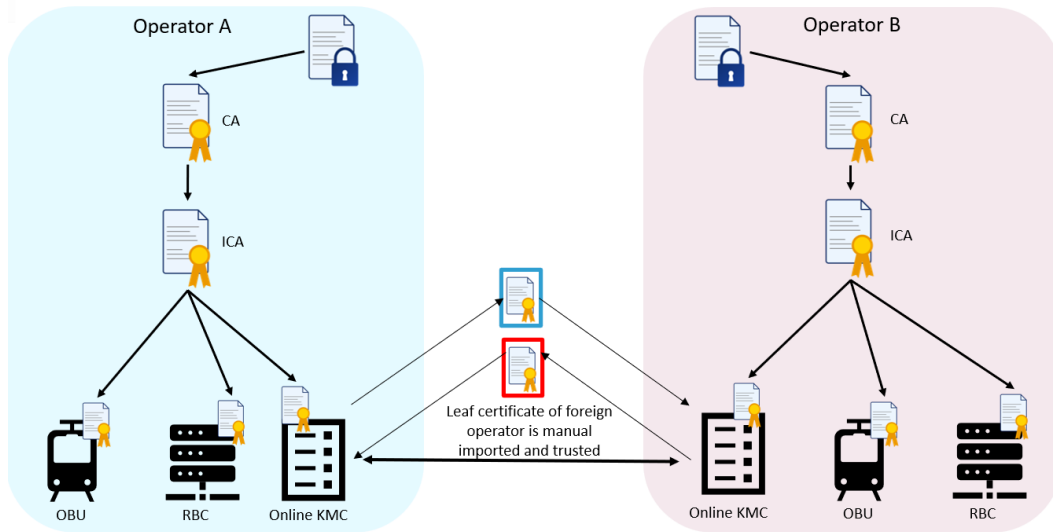 Operator A
Operator B
CA
CA
ICA
ICA
Leaf certificate of foreign
operator is manual
imported and trusted
OBU
RBC
Online KMC
Online KMC
OBU
RBC